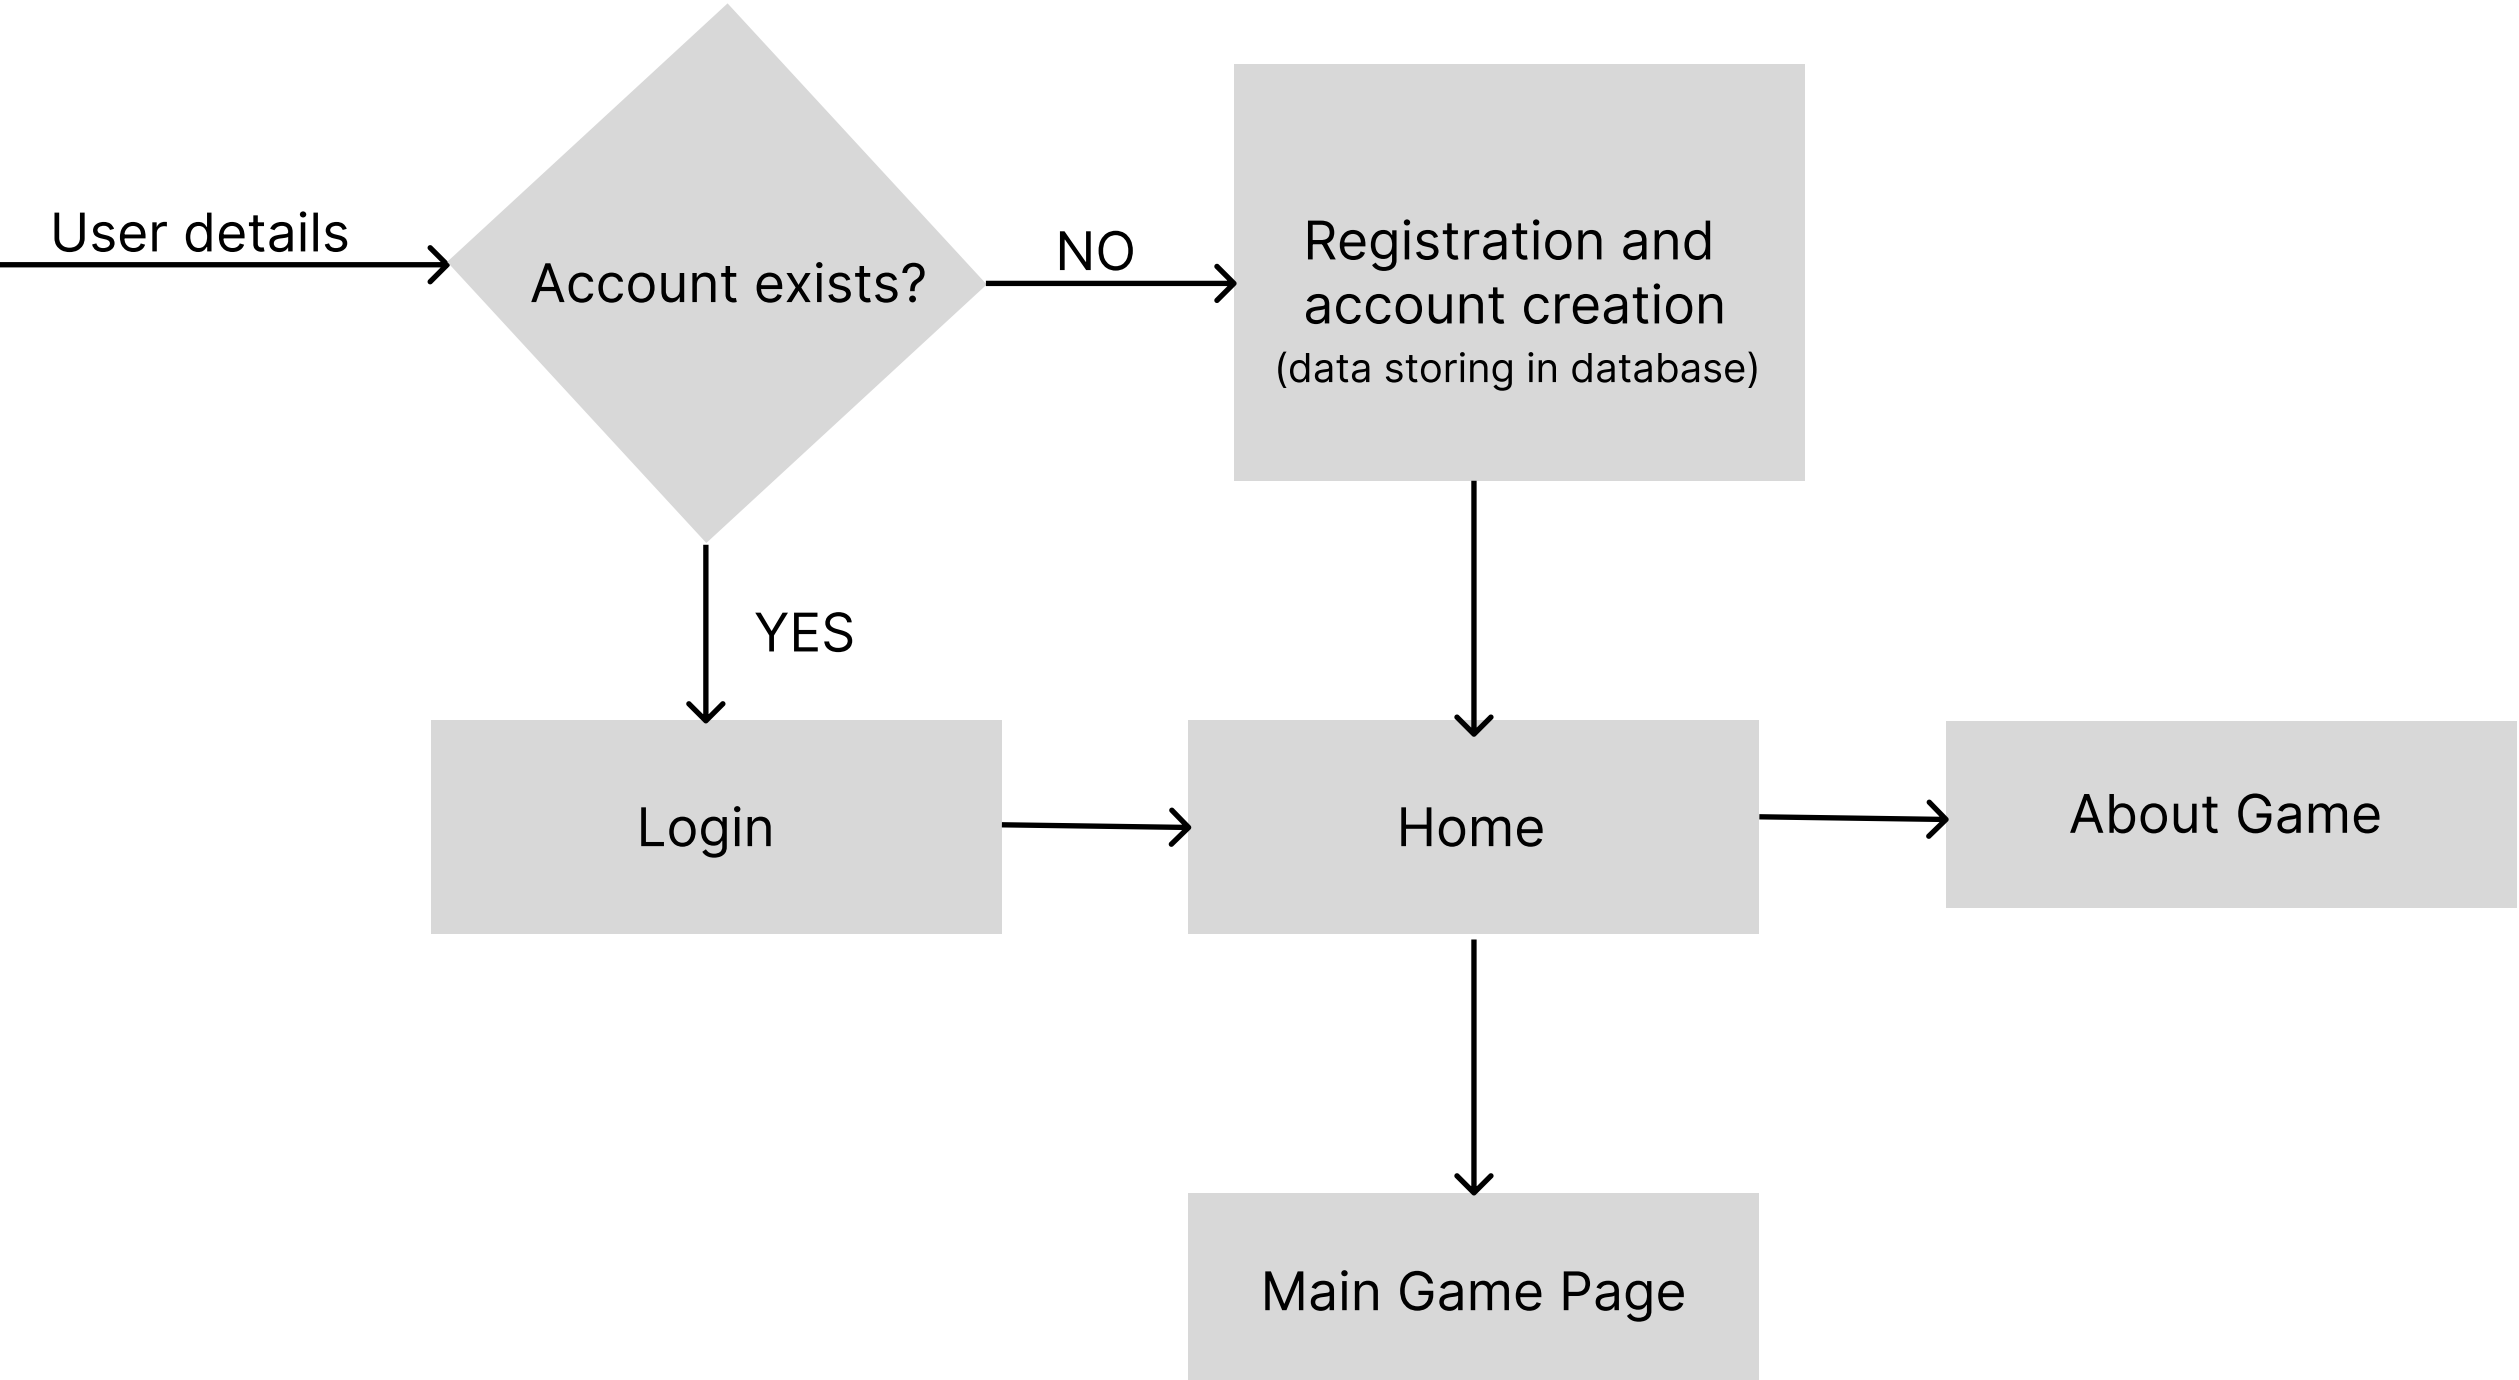 User details
Account exists?
NO
Registration and
account creation
(data storing in database)
YES
Login
Home
About Game
Main Game Page